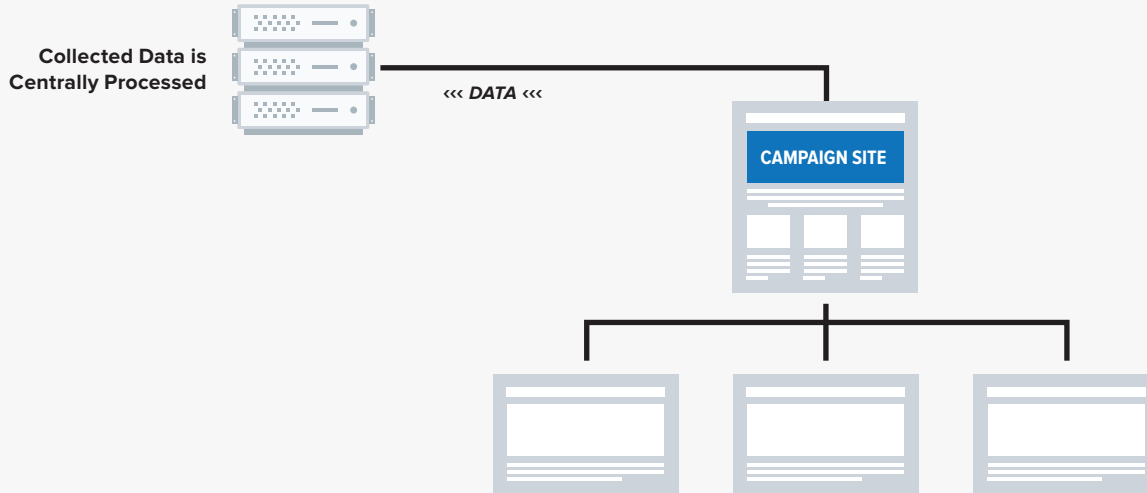 Collected Data is
Centrally Processed
‹‹‹ DATA ‹‹‹
CAMPAIGN SITE